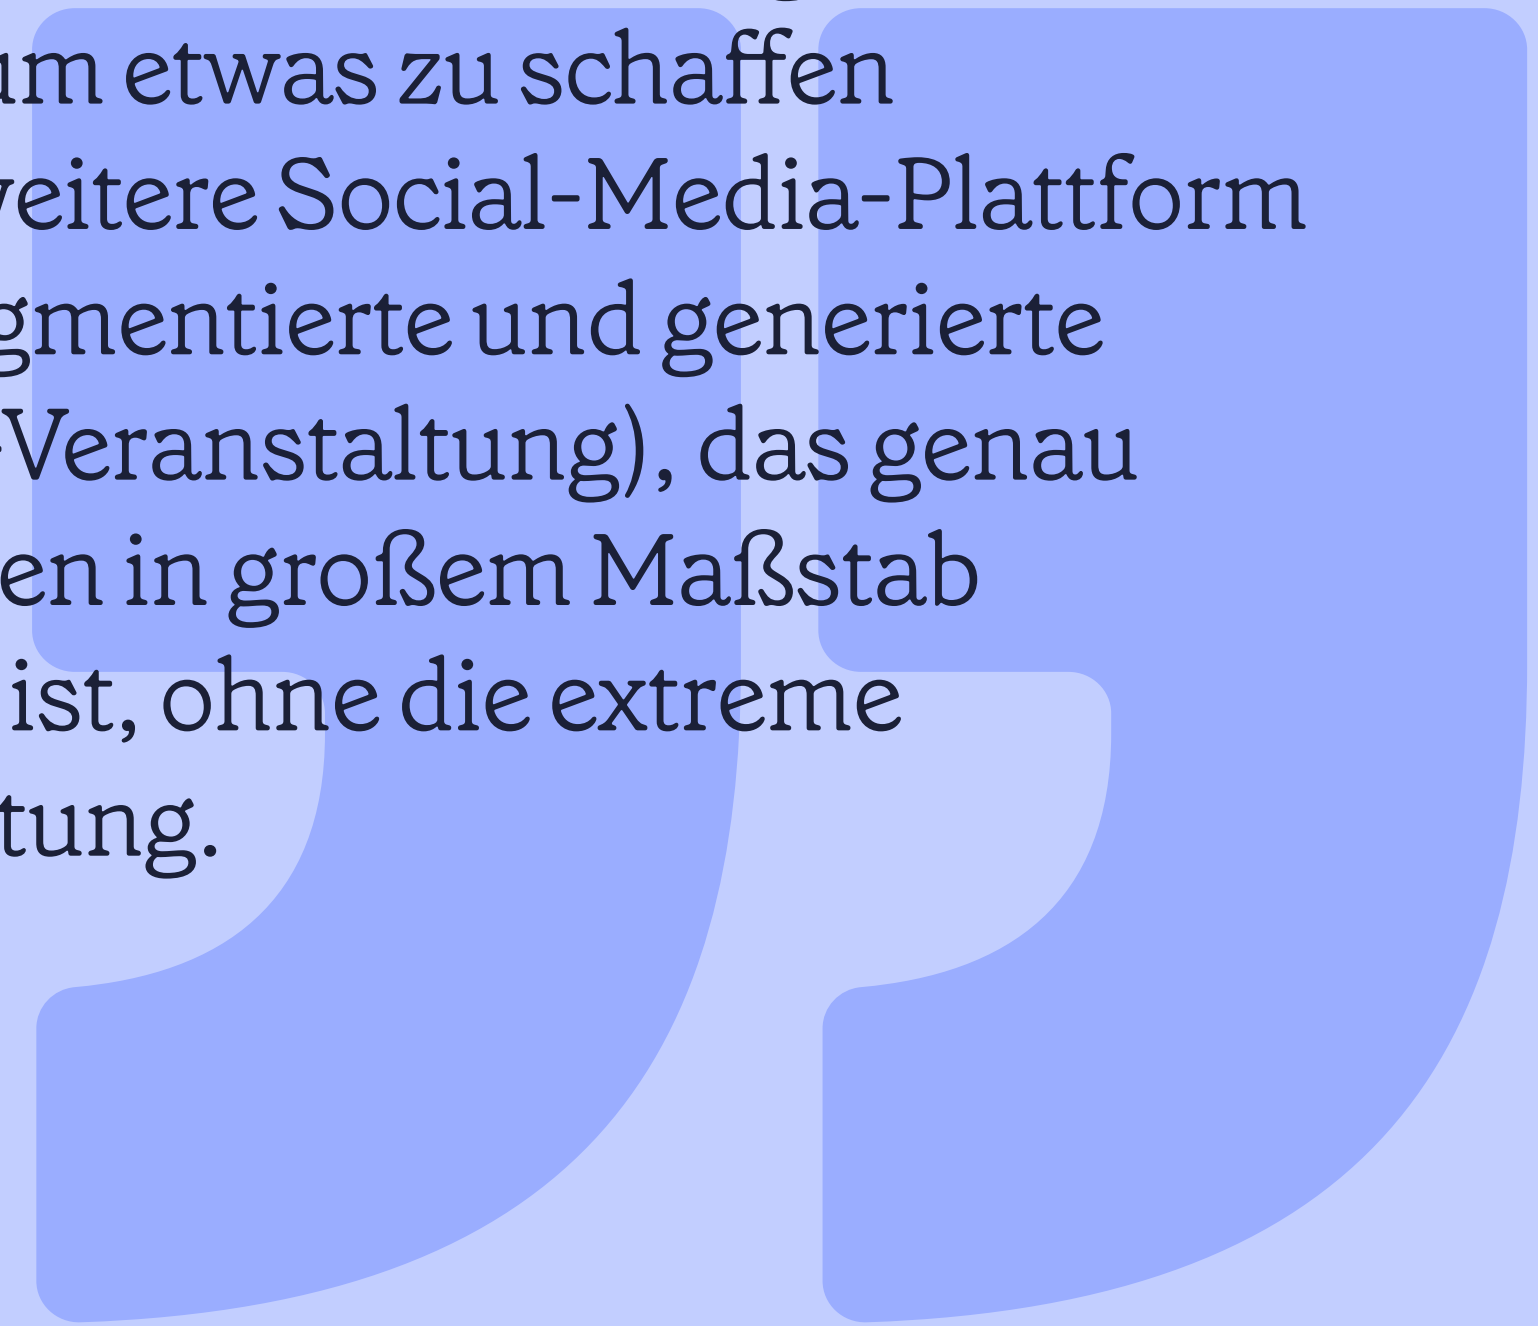 um etwas zu schaffen
weitere Social-Media-Plattform
gmentierte und generierte
-Veranstaltung), das genau
en in großem Maßstab
ist, ohne die extreme
tung.